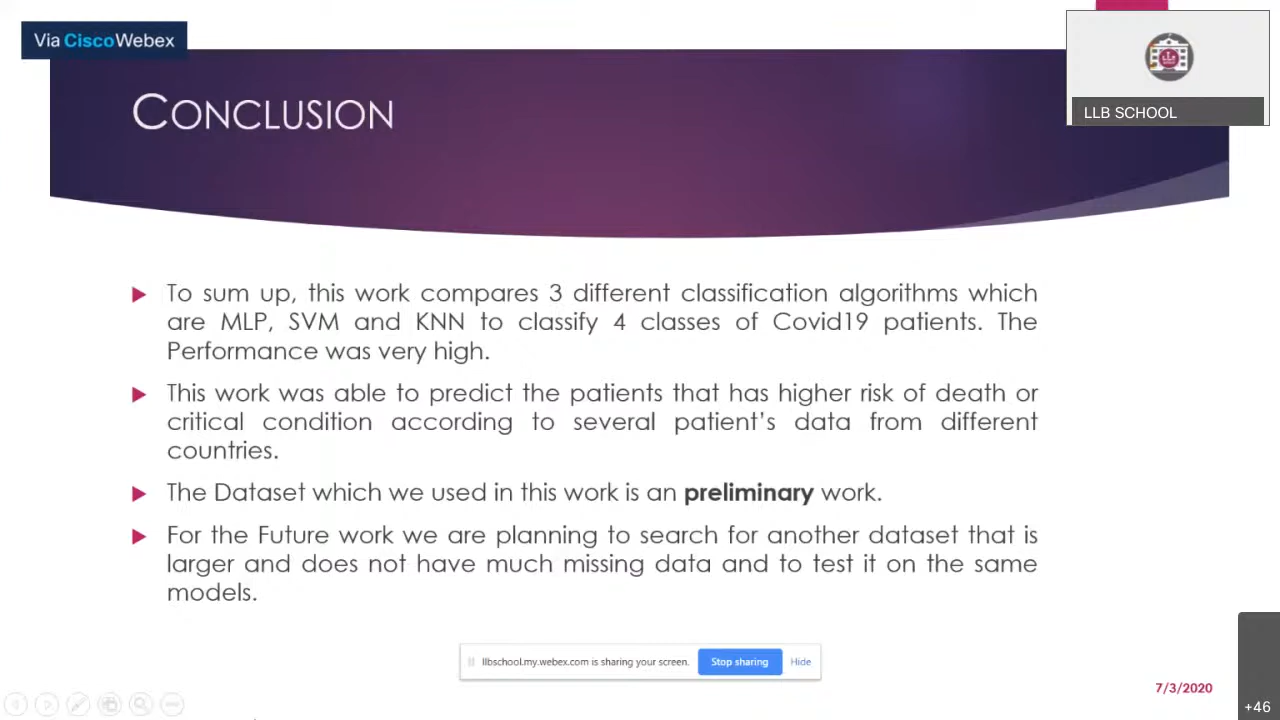 Via CiscoWebex
LLB SCHOOL
CONCLUSION
To sum up, this work compares 3 different classification algorithms which
are MLP, SVM and KNN to classify 4 classes of Covid19 patients. The
Performance was very high.
This work was able to predict the patients that has higher risk of death or
critical condition according to several patient's data from different
countries.
The Dataset which we used in this work is an preliminary work.
For the Future work we are planning to search for another dataset that is
larger and does not have much missing data and to test it on the same
models.
llbschool.my.webex.com is sharing your screen.
Stop sharing
Hide
7/3/2020
+46